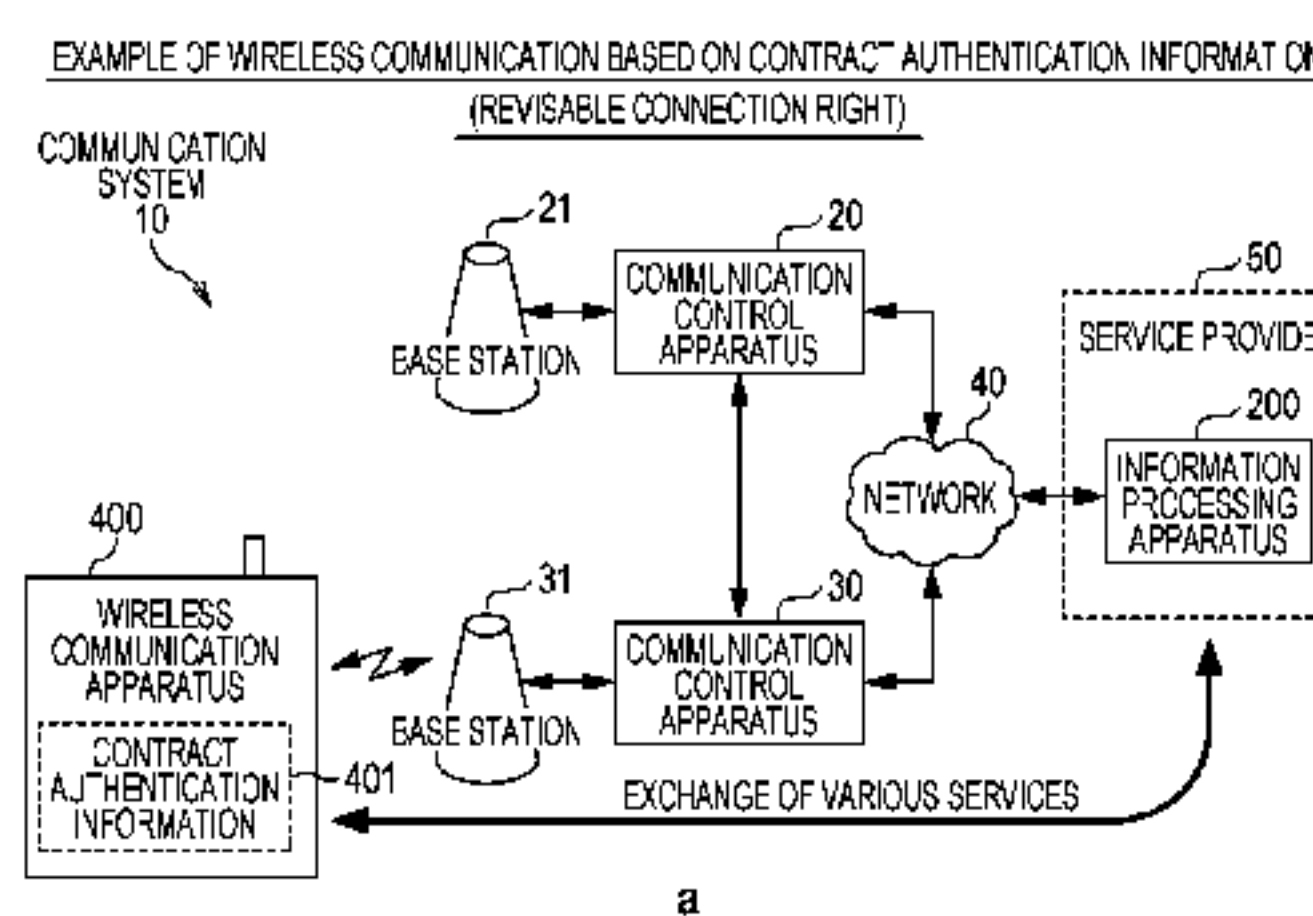 EXAMPLE OF WIRELESS COMMUNICATION BASED ON CONTRACT AUTHENTICATION INFORMATION
(REVISABLE CONNECTION RIGHT)
COMMUNICATION
SYSTEM
10
21
BASE STATION
20
COMMUNICATION
CONTROL
APPARATUS
50
SERVICE PROVIDE
40
NETWORK
200
INFORMATION
PROCESSING
APPARATUS
400
WIRELESS
COMMUNICATION
APPARATUS
CONTRACT
AUTHENTICATION
INFORMATION
401
31
BASE STATION
30
COMMUNICATION
CONTROL
APPARATUS
EXCHANGE OF VARIOUS SERVICES
a